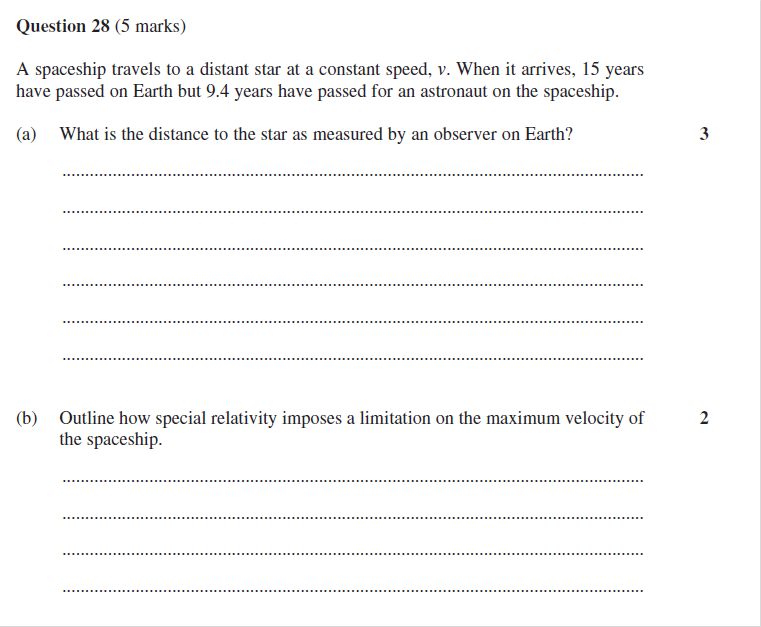 Question 28 (5 marks)
A spaceship travels to a distant star at a constant speed, v. When it arrives, 15 years
have passed on Earth but 9.4 years have passed for an astronaut on the spaceship.
(a) What is the distance to the star as measured by an observer on Earth? 3
(b) Outline how special relativity imposes a limitation on the maximum velocity of 2
the spaceship.